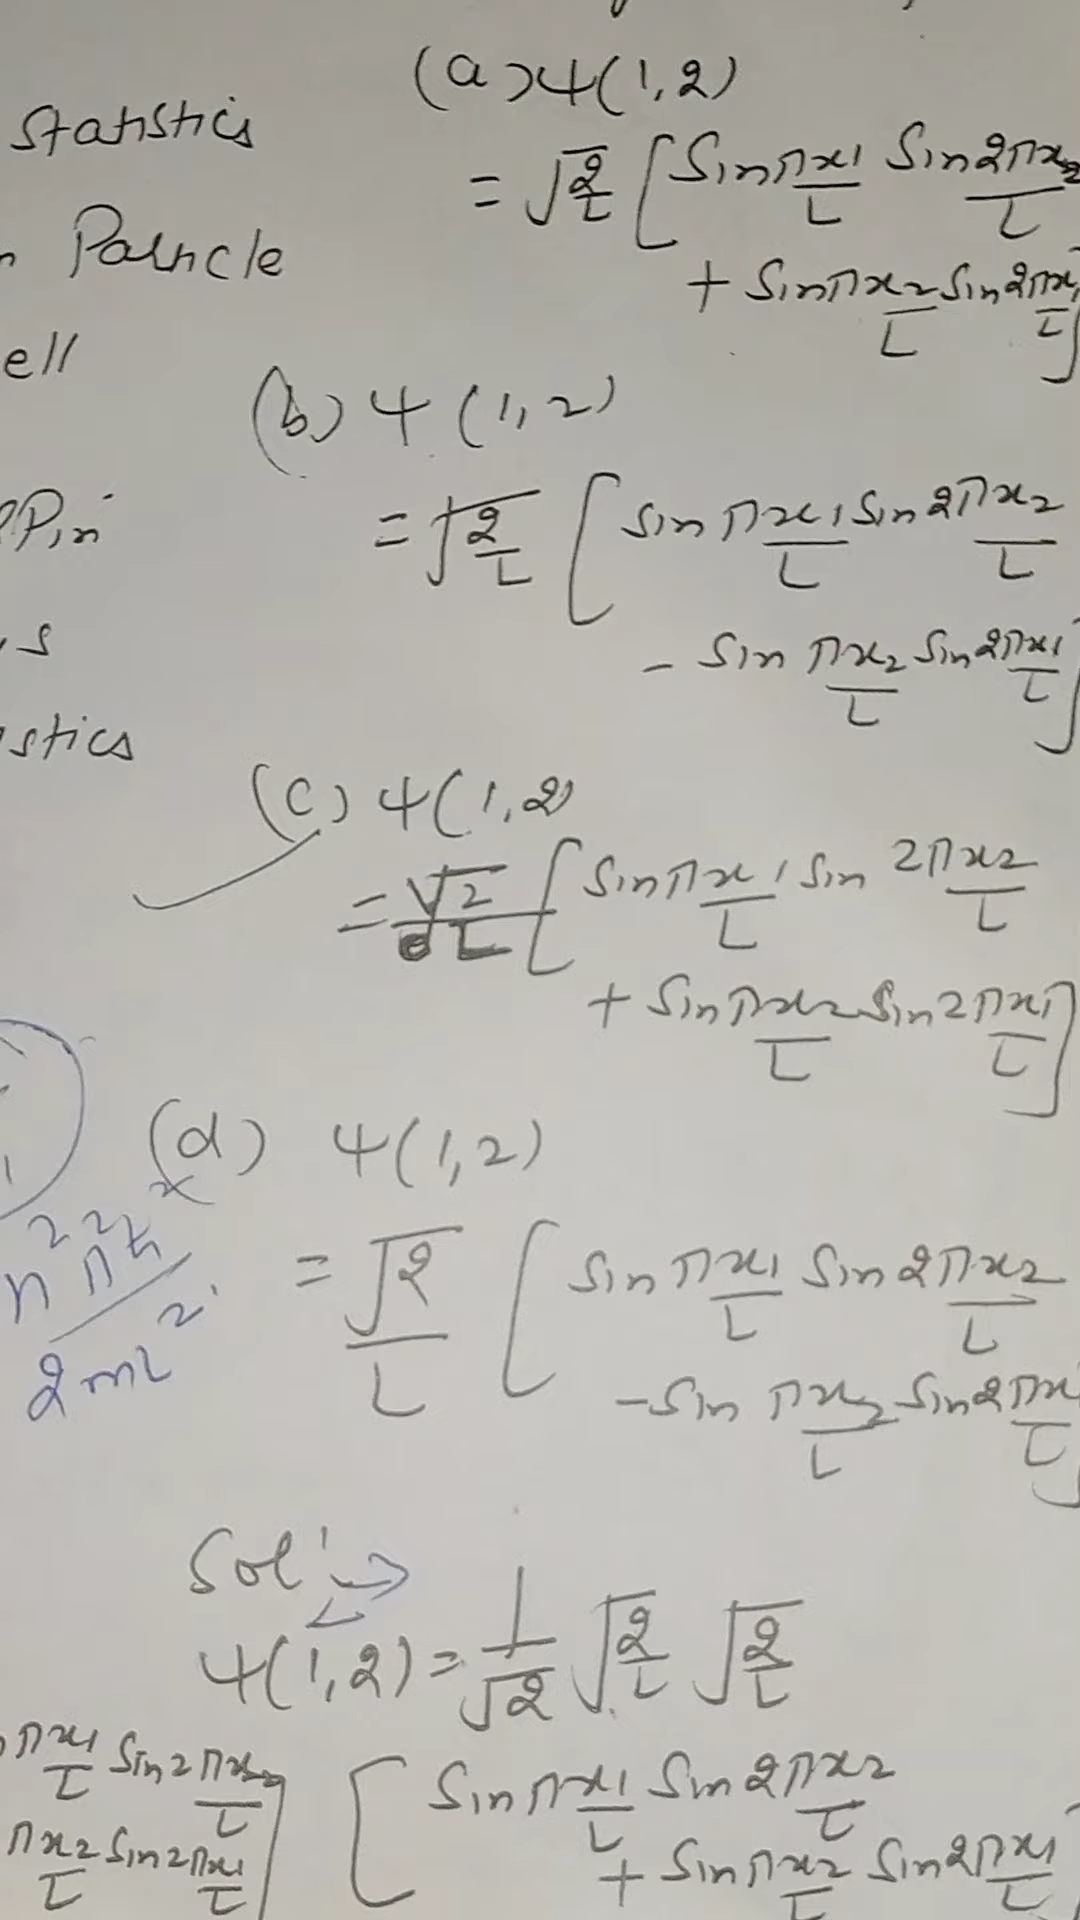 (a) ψ(1,2)
statistics
= √2/L [Sin πx1/L Sin 2πx2/L
n Particle
+ Sin πx2/L Sin 2πx1/L]
ell
(b) ψ(1,2)
= √2/L [Sin πx1/L Sin 2πx2/L
Pin
- Sin πx2/L Sin 2πx1/L]
s
stics
(c) ψ(1,2)
= √2/L [Sin πx1/L Sin 2πx2/L
+ Sin πx2/L Sin 2πx1/L]
(d) ψ(1,2)
n²π²ħ²/2mL²
= √2/L [Sin πx1/L Sin 2πx2/L
- Sin πx2/L Sin 2πx/L]
Sol' →
ψ(1,2) = 1/√2 √2/L √2/L
πx1/L Sin 2πx2/L
[Sin πx1/L Sin 2πx2/L
πx2/L Sin 2πx1/L]
+ Sin πx2/L Sin 2πx1/L]